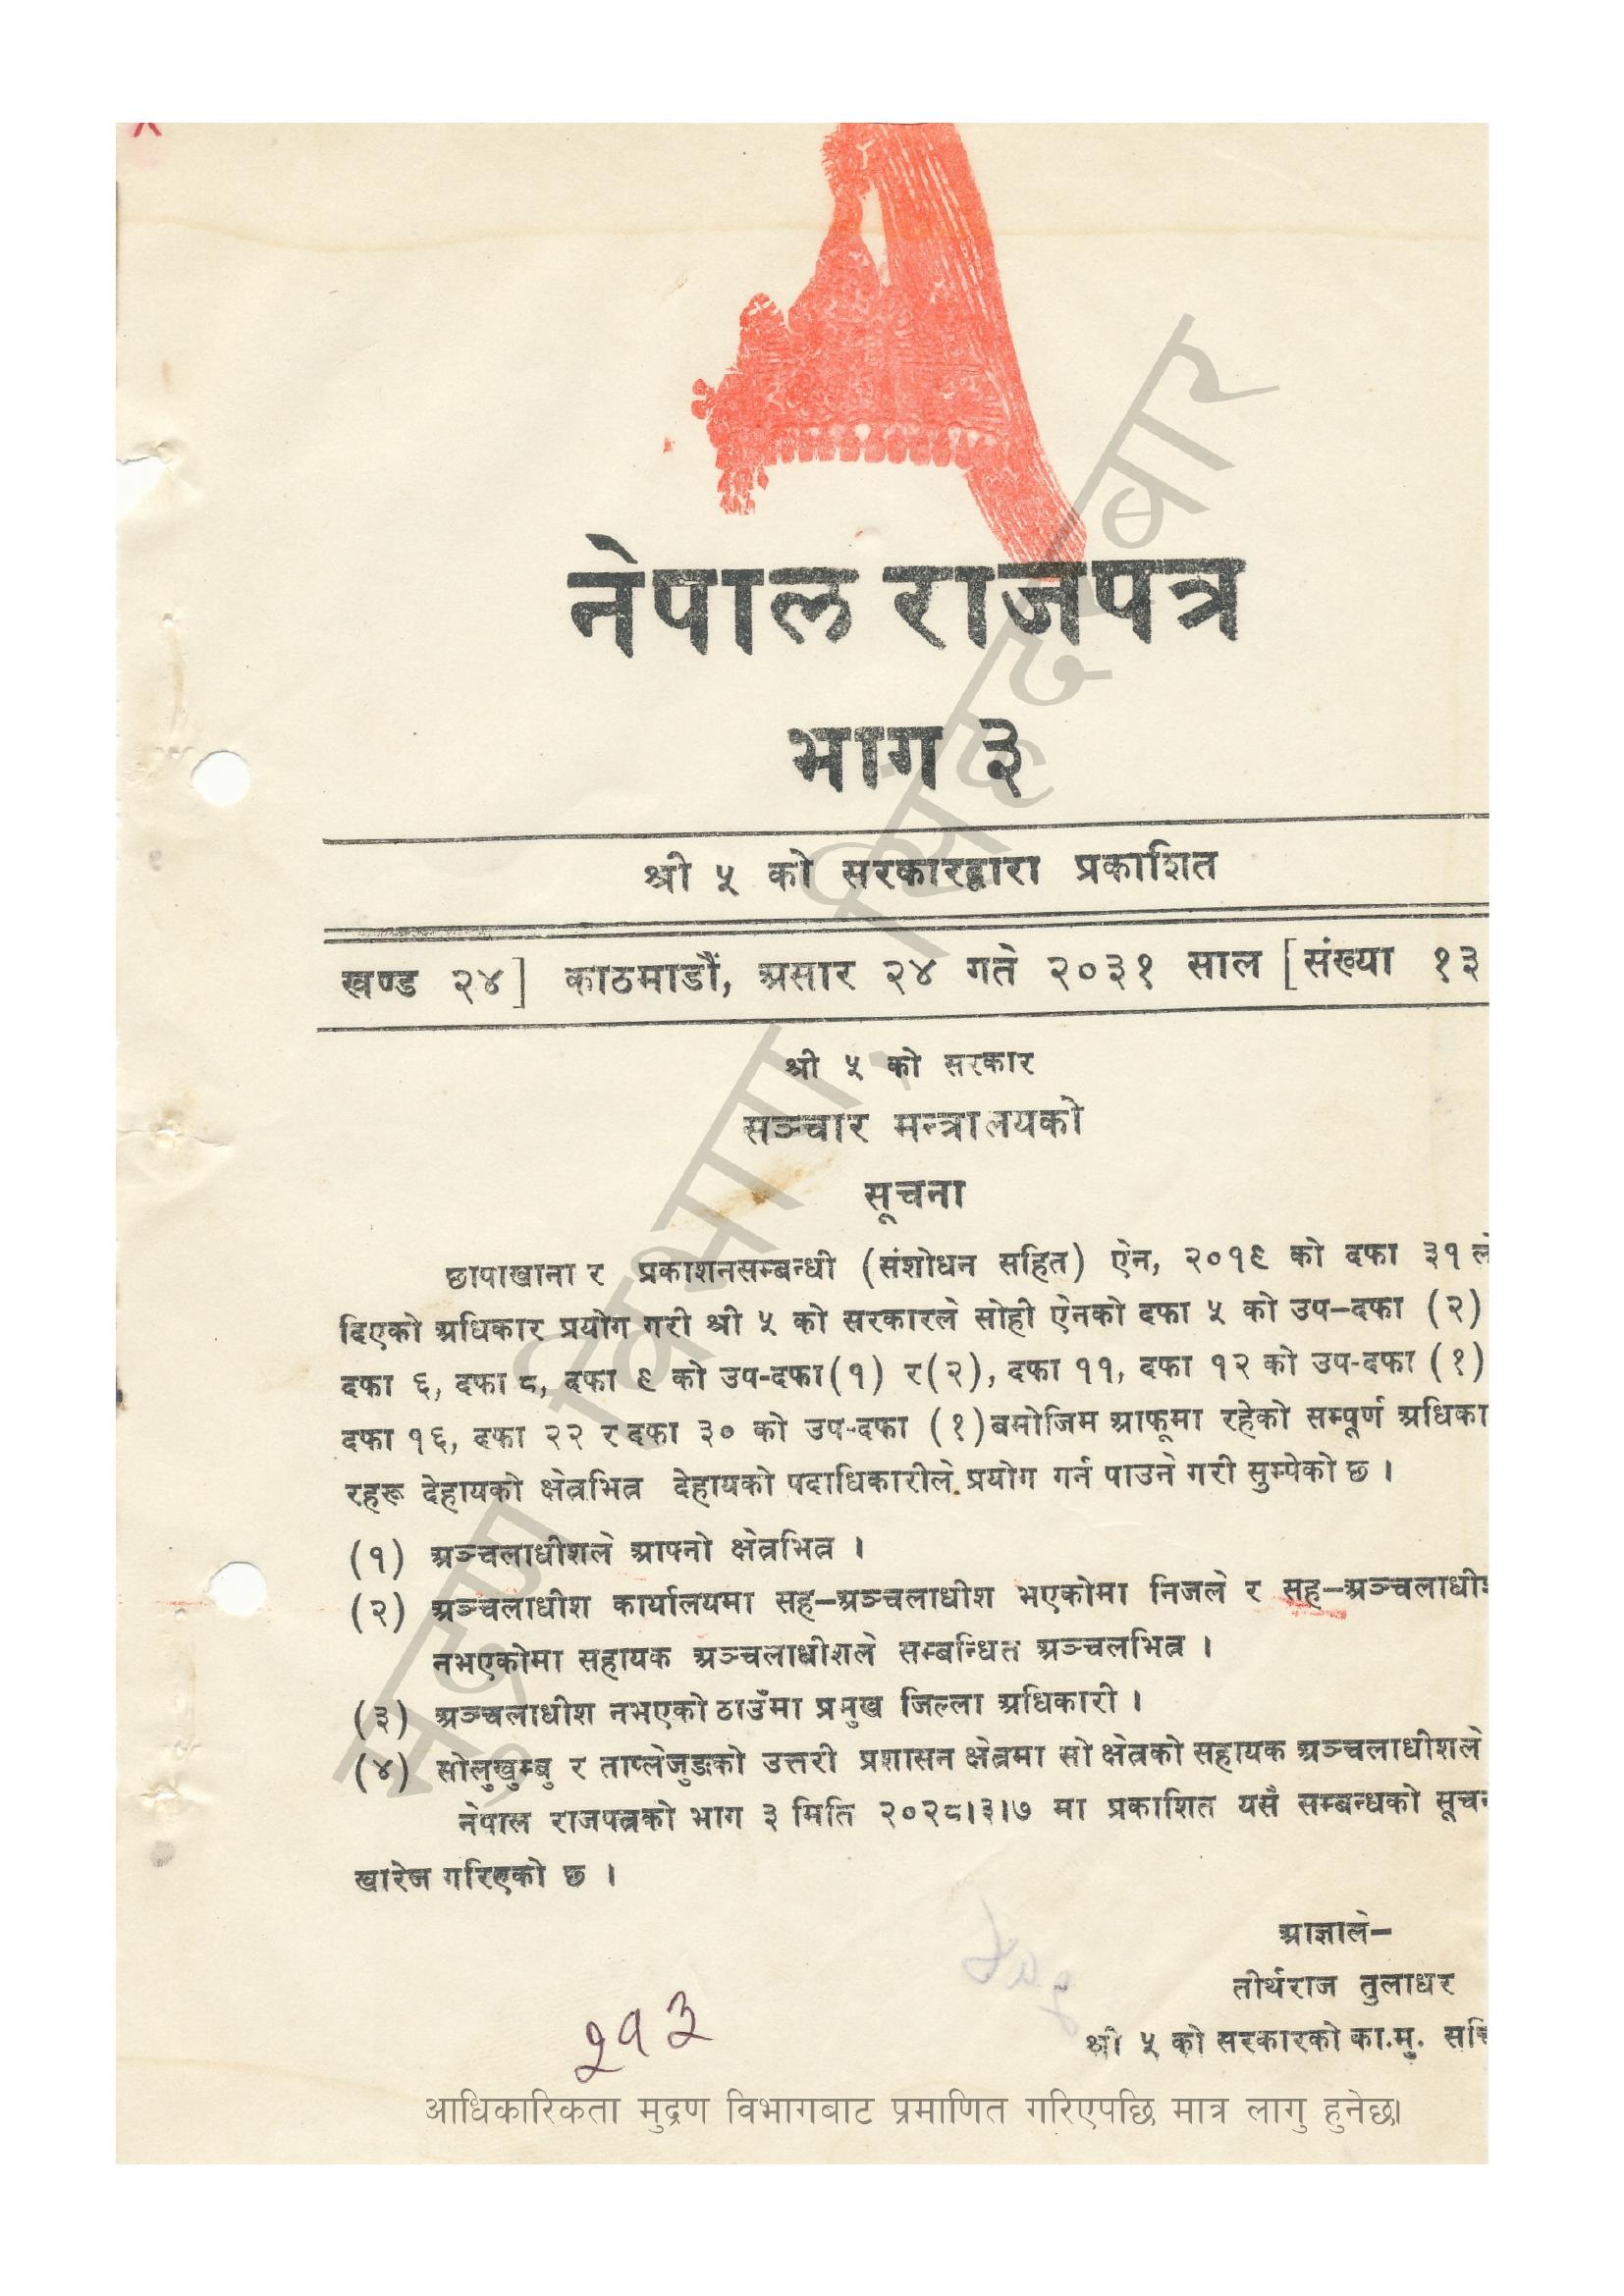 नेपाल राजपत्र
भाग ३
श्री ५ को सरकारद्वारा प्रकाशित
खण्ड २४] काठमाडौं, असार २४ गते २०३१ साल [संख्या १३
श्री ५ को सरकार
सञ्चार मन्त्रालयको
सूचना
छापाखाना र प्रकाशनसम्बन्धी (संशोधन सहित) ऐन, २०१९ को दफा ३१ ले
दिएको अधिकार प्रयोग गरी श्री ५ को सरकारले सोही ऐनको दफा ५ को उप–दफा (२)
दफा ६, दफा ८, दफा ९ को उप-दफा (१) र (२), दफा ११, दफा १२ को उप-दफा (१)
दफा १६, दफा २२ र दफा ३० को उप-दफा (१) बमोजिम आफूमा रहेको सम्पूर्ण अधिका
रहरू देहायको क्षेत्रभित्र देहायको पदाधिकारीले प्रयोग गर्न पाउने गरी सुम्पेको छ ।
(१) अञ्चलाधीशले आफ्नो क्षेत्रभित्र ।
(२) अञ्चलाधीश कार्यालयमा सह–अञ्चलाधीश भएकोमा निजले र सह–अञ्चलाधी
नभएकोमा सहायक अञ्चलाधीशले सम्बन्धित अञ्चलभित्र ।
(३) अञ्चलाधीश नभएको ठाउँमा प्रमुख जिल्ला अधिकारी ।
(४) सोलुखुम्बु र ताप्लेजुङको उत्तरी प्रशासन क्षेत्रमा सो क्षेत्रको सहायक अञ्चलाधीशले
नेपाल राजपत्रको भाग ३ मिति २०२८।३।७ मा प्रकाशित यसै सम्बन्धको सूच
खारेज गरिएको छ ।
आज्ञाले–
तीर्थराज तुलाधर
श्री ५ को सरकारको का.मु. सचि
२१३
आधिकारिकता मुद्रण विभागबाट प्रमाणित गरिएपछि मात्र लागु हुनेछ।
मुद्रण विभाग, सिंहदरबार